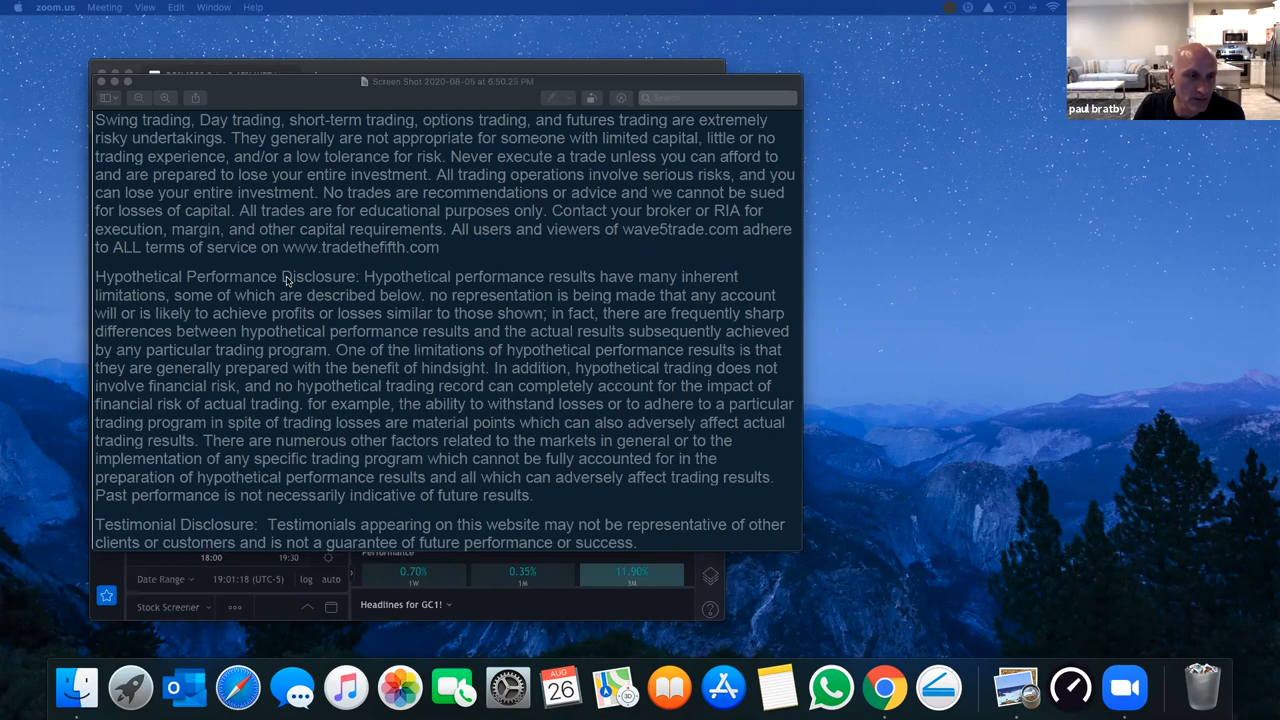 zoom.us Meeting View Edit Window Help
paul bratby
Screen Shot 2020-08-05 at 6.50.25 PM
Search
Swing trading, Day trading, short-term trading, options trading, and futures trading are extremely
risky undertakings. They generally are not appropriate for someone with limited capital, little or no
trading experience, and/or a low tolerance for risk. Never execute a trade unless you can afford to
and are prepared to lose your entire investment. All trading operations involve serious risks, and you
can lose your entire investment. No trades are recommendations or advice and we cannot be sued
for losses of capital. All trades are for educational purposes only. Contact your broker or RIA for
execution, margin, and other capital requirements. All users and viewers of wave5trade.com adhere
to ALL terms of service on www.tradethefifth.com
Hypothetical Performance Disclosure: Hypothetical performance results have many inherent
limitations, some of which are described below. no representation is being made that any account
will or is likely to achieve profits or losses similar to those shown; in fact, there are frequently sharp
differences between hypothetical performance results and the actual results subsequently achieved
by any particular trading program. One of the limitations of hypothetical performance results is that
they are generally prepared with the benefit of hindsight. In addition, hypothetical trading does not
involve financial risk, and no hypothetical trading record can completely account for the impact of
financial risk of actual trading. for example, the ability to withstand losses or to adhere to a particular
trading program in spite of trading losses are material points which can also adversely affect actual
trading results. There are numerous other factors related to the markets in general or to the
implementation of any specific trading program which cannot be fully accounted for in the
preparation of hypothetical performance results and all which can adversely affect trading results.
Past performance is not necessarily indicative of future results.
Testimonial Disclosure:  Testimonials appearing on this website may not be representative of other
clients or customers and is not a guarantee of future performance or success.
18:00 19:30
Performance
Date Range 19:01:18 (UTC-5) log auto
0.70% 0.35% 11.90%
1W 1M 3M
Stock Screener
Headlines for GC1!
AUG
26